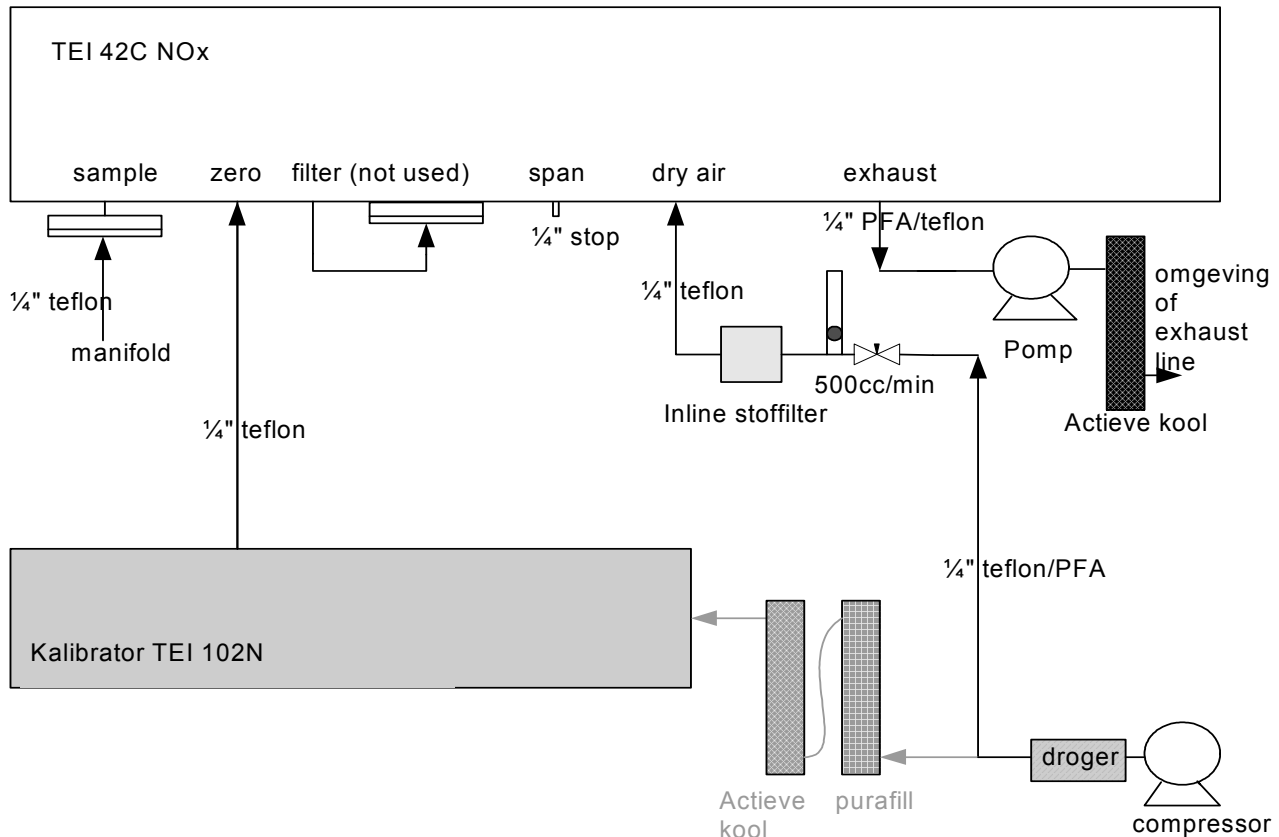 TEI 42C NOx
sample
zero
filter (not used)
span
dry air
exhaust
¼" stop
¼" PFA/teflon
¼" teflon
manifold
¼" teflon
500cc/min
Inline stoffilter
Pomp
omgeving
of
exhaust
line
Actieve kool
¼" teflon
¼" teflon/PFA
Kalibrator TEI 102N
Actieve
kool
purafill
droger
compressor